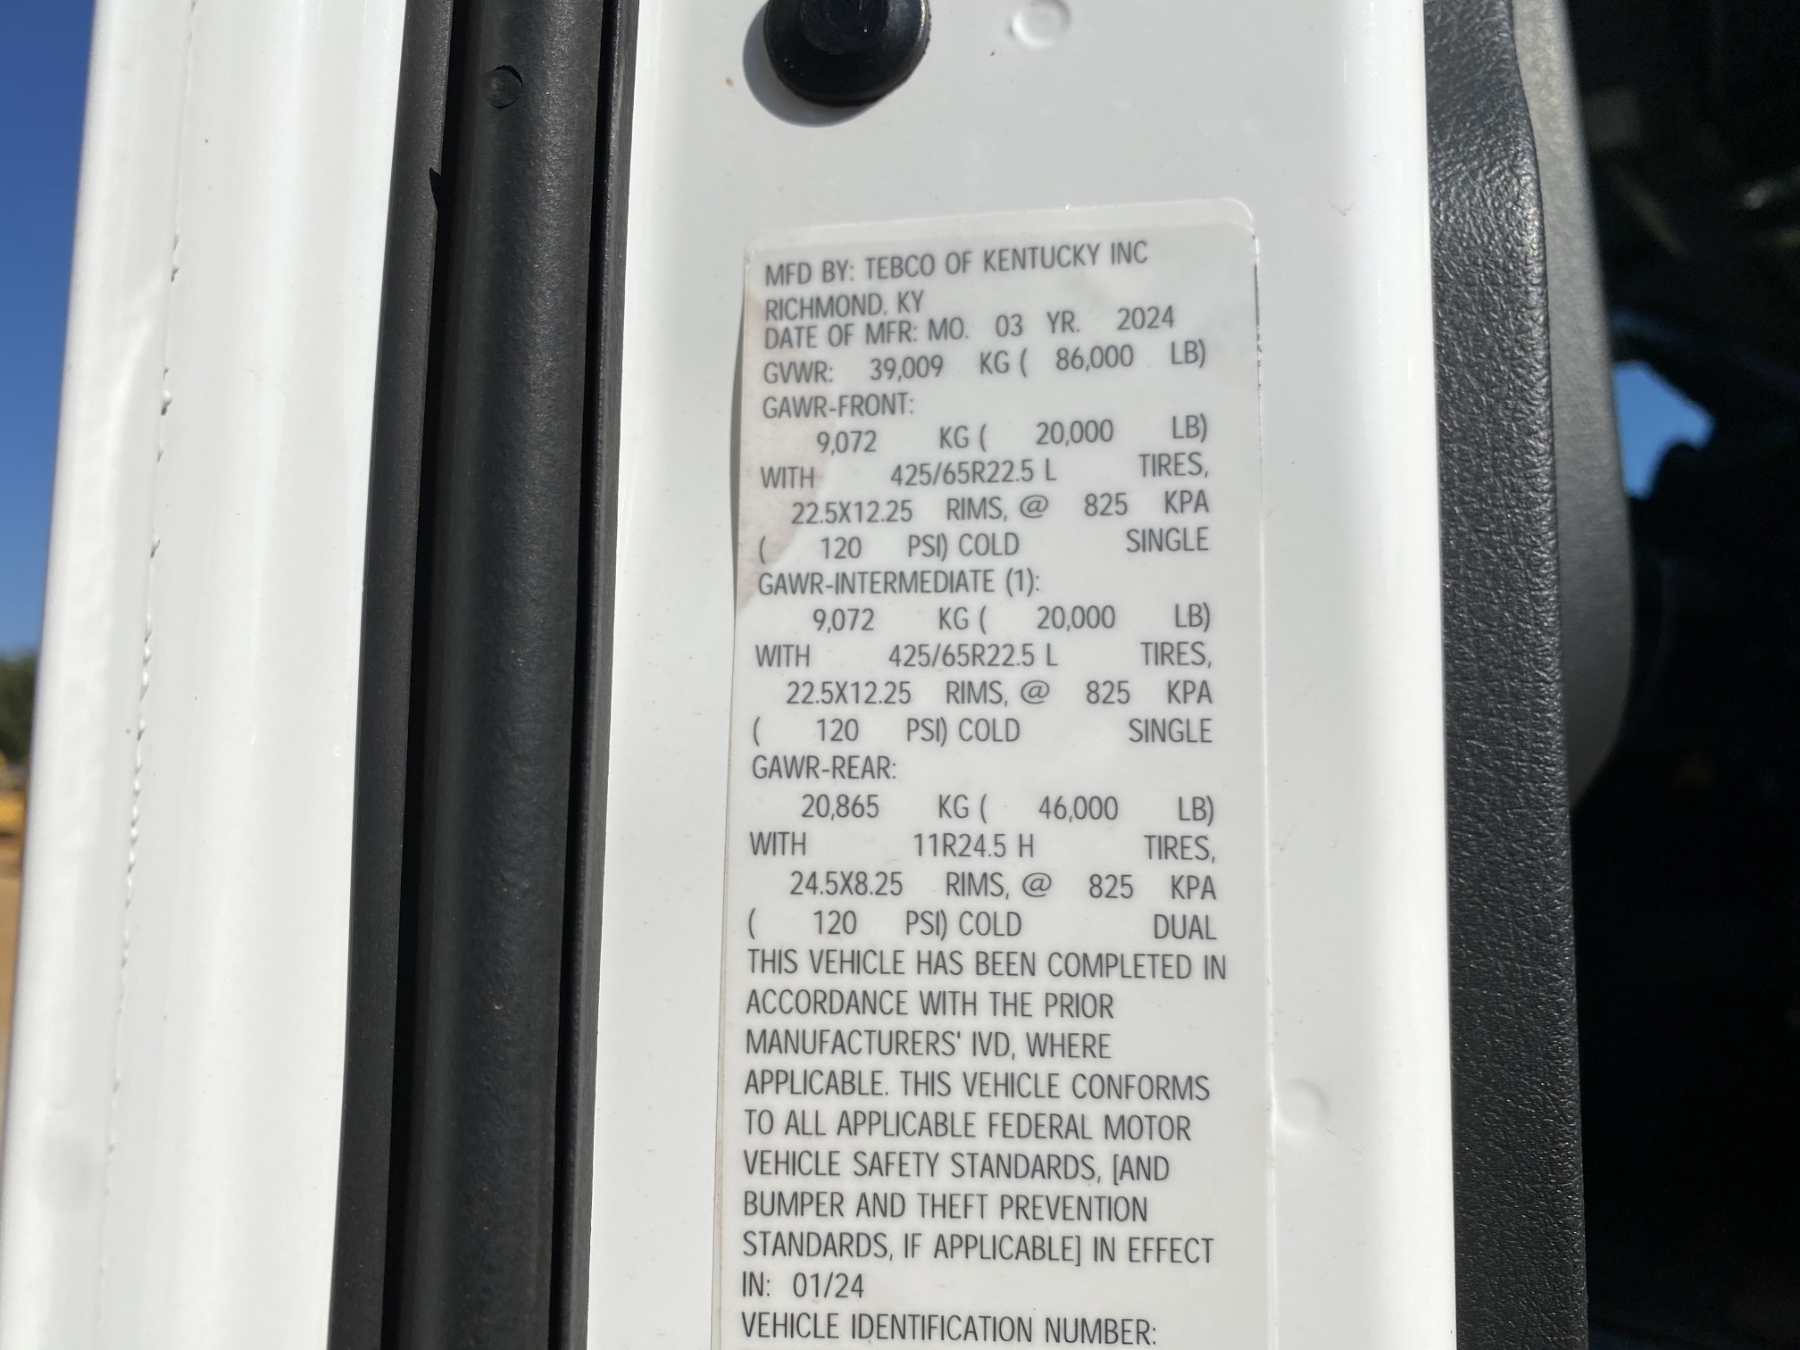 MFD BY: TEBCO OF KENTUCKY INC
RICHMOND, KY
DATE OF MFR: MO. 03 YR. 2024
GVWR: 39,009 KG ( 86,000 LB)
GAWR-FRONT:
9,072 KG ( 20,000 LB)
WITH 425/65R22.5 L TIRES,
22.5X12.25 RIMS, @ 825 KPA
( 120 PSI) COLD SINGLE
GAWR-INTERMEDIATE (1):
9,072 KG ( 20,000 LB)
WITH 425/65R22.5 L TIRES,
22.5X12.25 RIMS, @ 825 KPA
( 120 PSI) COLD SINGLE
GAWR-REAR:
20,865 KG ( 46,000 LB)
WITH 11R24.5 H TIRES,
24.5X8.25 RIMS, @ 825 KPA
( 120 PSI) COLD DUAL
THIS VEHICLE HAS BEEN COMPLETED IN
ACCORDANCE WITH THE PRIOR
MANUFACTURERS' IVD, WHERE
APPLICABLE. THIS VEHICLE CONFORMS
TO ALL APPLICABLE FEDERAL MOTOR
VEHICLE SAFETY STANDARDS, [AND
BUMPER AND THEFT PREVENTION
STANDARDS, IF APPLICABLE] IN EFFECT
IN: 01/24
VEHICLE IDENTIFICATION NUMBER: